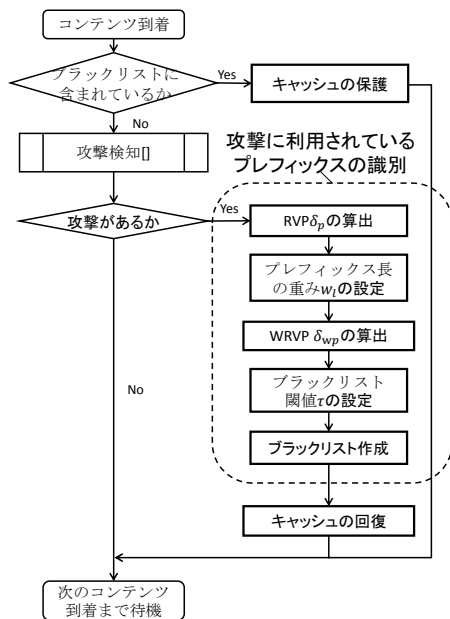 コンテンツ到着
ブラックリストに
含まれているか
Yes
キャッシュの保護
No
攻撃検知[]
攻撃に利用されている
プレフィックスの識別
攻撃があるか
Yes
RVPδₚの算出
プレフィックス長
の重みwₗの設定
WRVP δwpの算出
No
ブラックリスト
閾値τの設定
ブラックリスト作成
キャッシュの回復
次のコンテンツ
到着まで待機